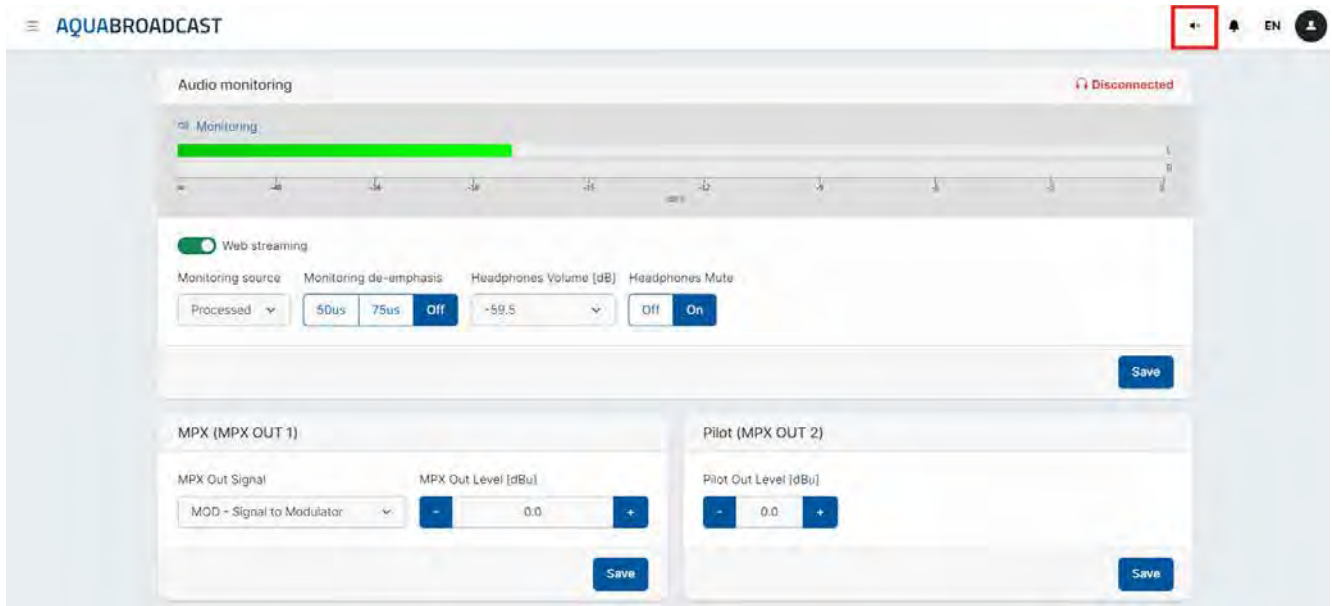 AQUABROADCAST EN
Audio monitoring Disconnected
Monitoring
L
R
-12 -9
Web streaming
Monitoring source Monitoring de-emphasis Headphones Volume [dB] Headphones Mute
Processed 50us 75us Off -59.5 Off On
Save
MPX (MPX OUT 1) Pilot (MPX OUT 2)
MPX Out Signal MPX Out Level [dBu] Pilot Out Level [dBu]
MOD - Signal to Modulator - 0.0 + - 0.0 +
Save Save